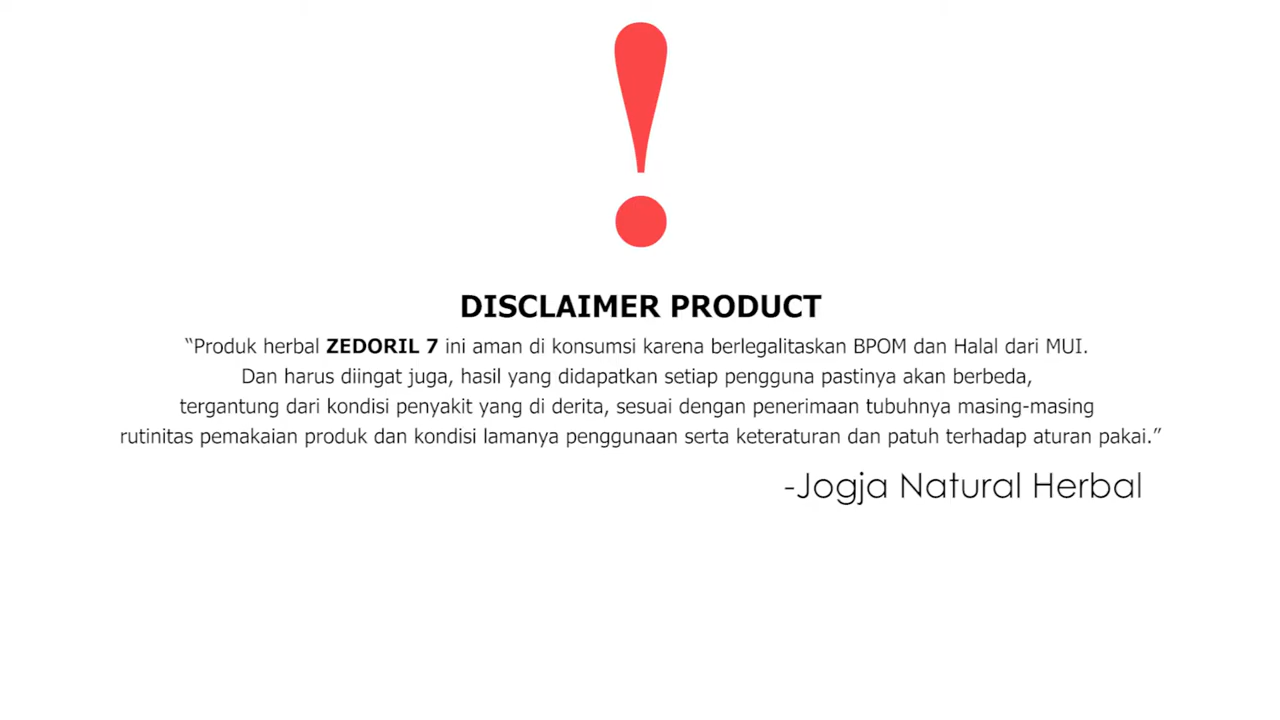 !
DISCLAIMER PRODUCT
“Produk herbal ZEDORIL 7 ini aman di konsumsi karena berlegalitaskan BPOM dan Halal dari MUI.
Dan harus diingat juga, hasil yang didapatkan setiap pengguna pastinya akan berbeda,
tergantung dari kondisi penyakit yang di derita, sesuai dengan penerimaan tubuhnya masing-masing
rutinitas pemakaian produk dan kondisi lamanya penggunaan serta keteraturan dan patuh terhadap aturan pakai.”
-Jogja Natural Herbal